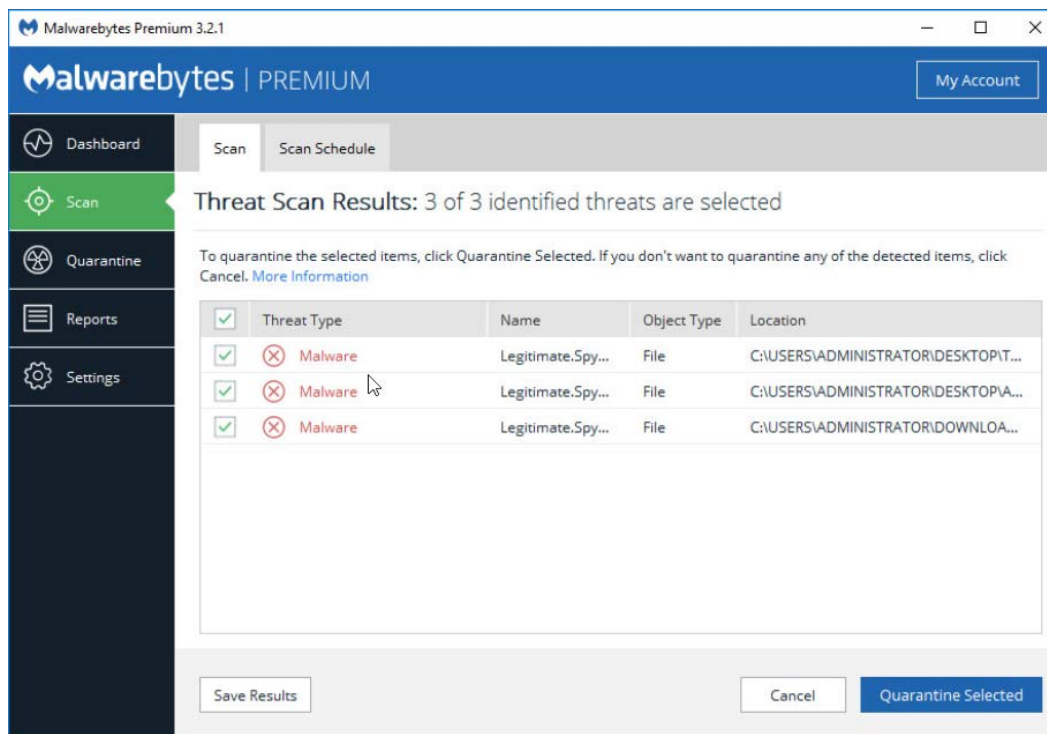 Malwarebytes Premium 3.2.1
Malwarebytes | PREMIUM
My Account
Dashboard
Scan
Quarantine
Reports
Settings
Scan
Scan Schedule
Threat Scan Results: 3 of 3 identified threats are selected
To quarantine the selected items, click Quarantine Selected. If you don't want to quarantine any of the detected items, click
Cancel. More Information
Threat Type Name Object Type Location
Malware Legitimate.Spy... File C:\USERS\ADMINISTRATOR\DESKTOP\T...
Malware Legitimate.Spy... File C:\USERS\ADMINISTRATOR\DESKTOP\A...
Malware Legitimate.Spy... File C:\USERS\ADMINISTRATOR\DOWNLOA...
Save Results
Cancel
Quarantine Selected